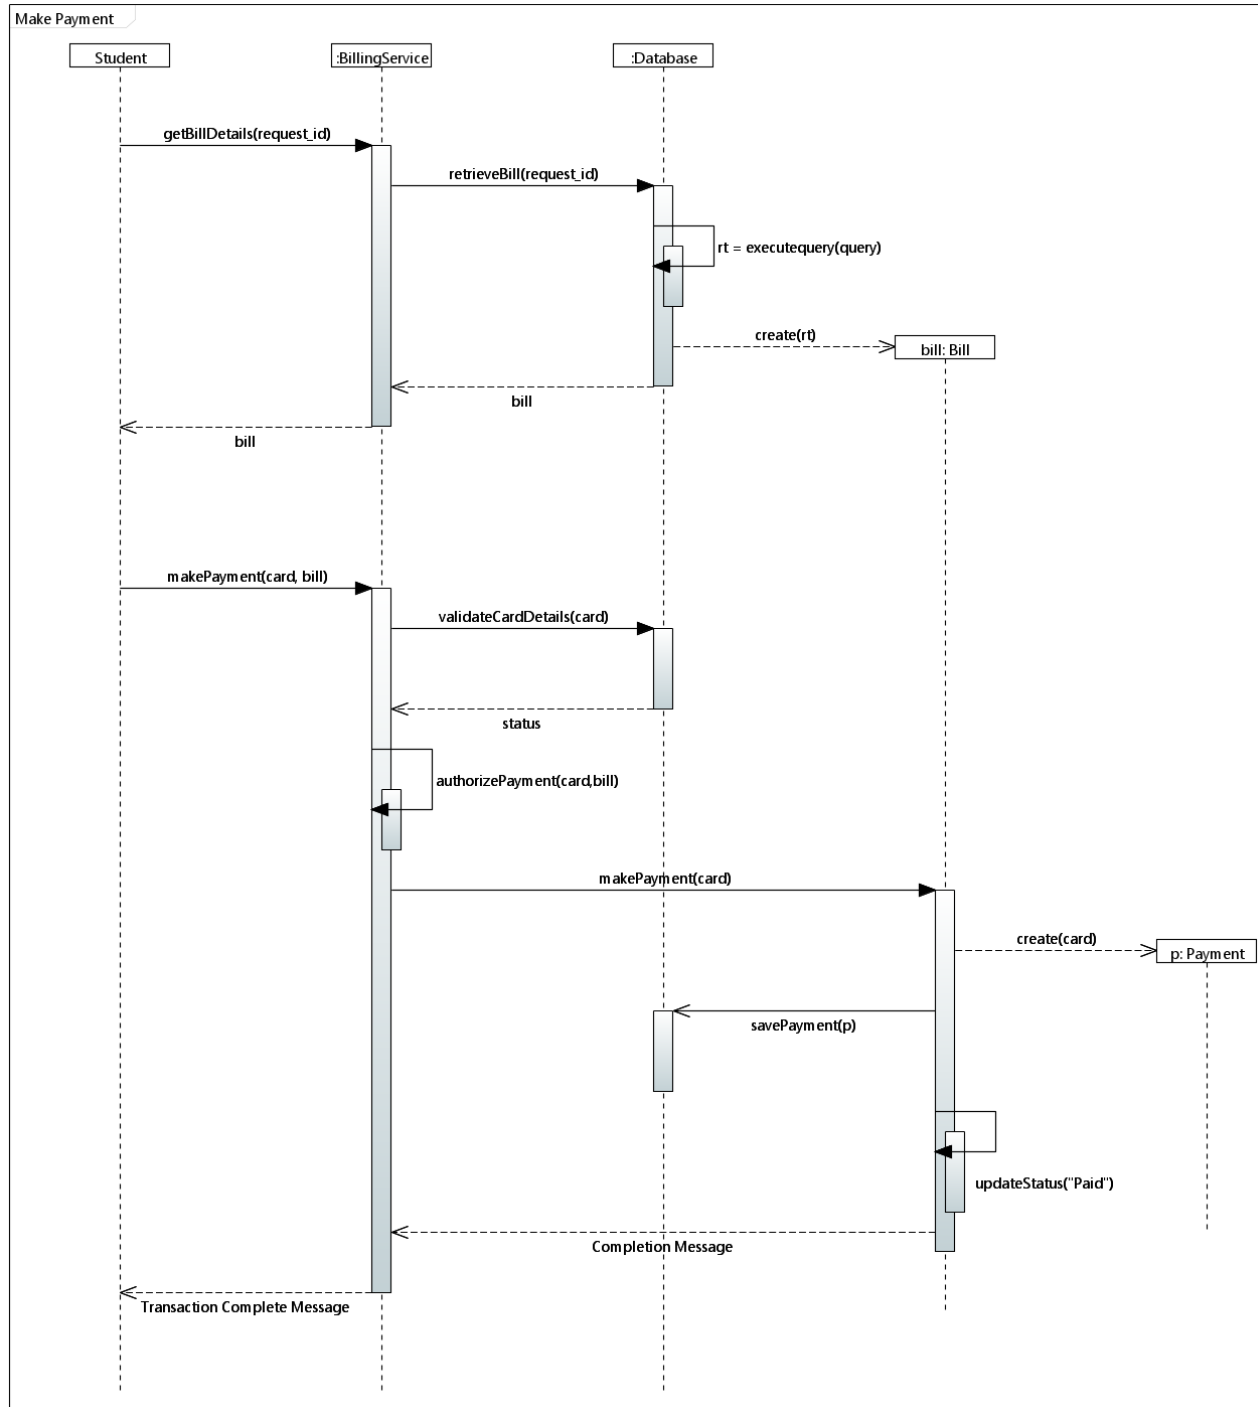 Make Payment
Student
:BillingService
:Database
getBillDetails(request_id)
retrieveBill(request_id)
rt = executequery(query)
create(rt)
bill: Bill
bill
bill
makePayment(card, bill)
validateCardDetails(card)
status
authorizePayment(card,bill)
makePayment(card)
create(card)
p: Payment
savePayment(p)
updateStatus("Paid")
Completion Message
Transaction Complete Message